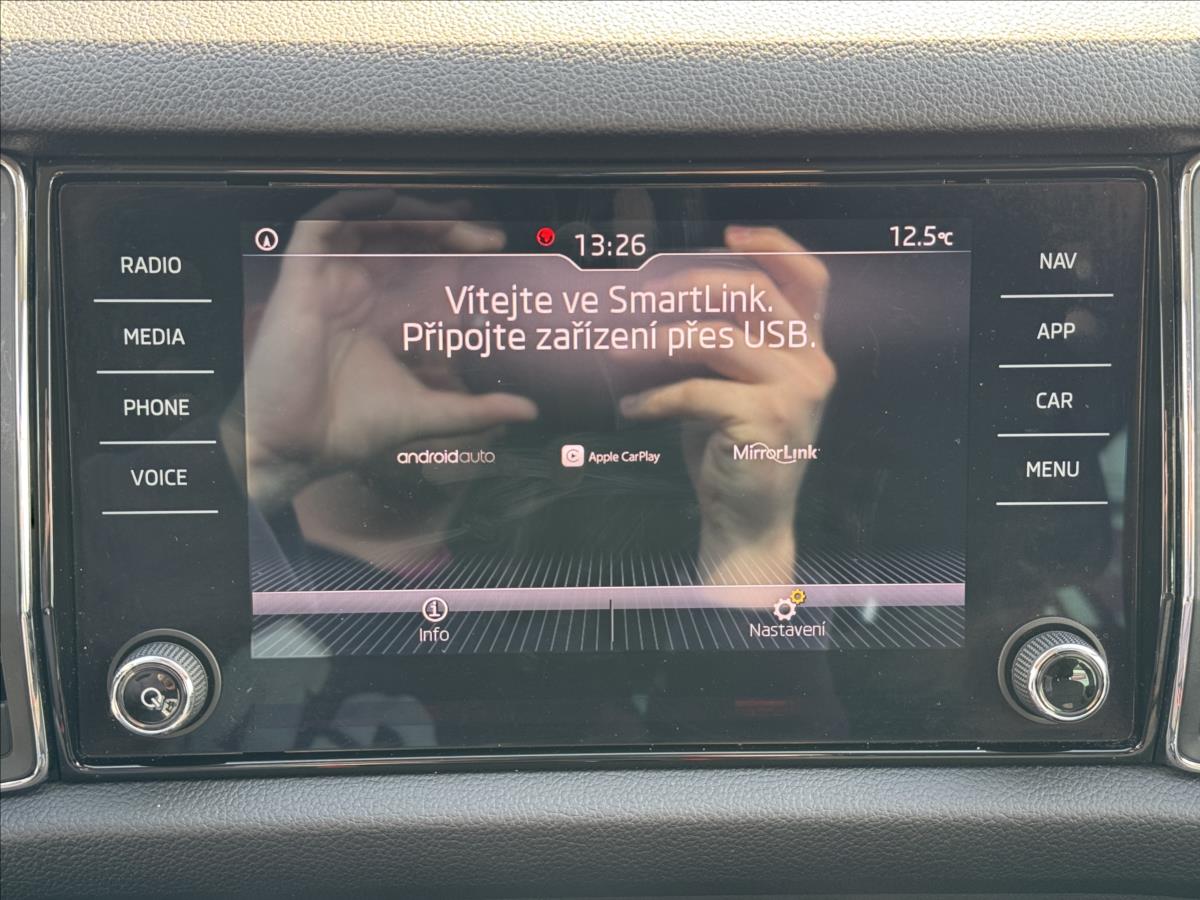 13:26
12.5°C
RADIO
MEDIA
PHONE
VOICE
Vítejte ve SmartLink.
Připojte zařízení přes USB.
androidauto
Apple CarPlay
MirrorLink
Info
Nastavení
NAV
APP
CAR
MENU